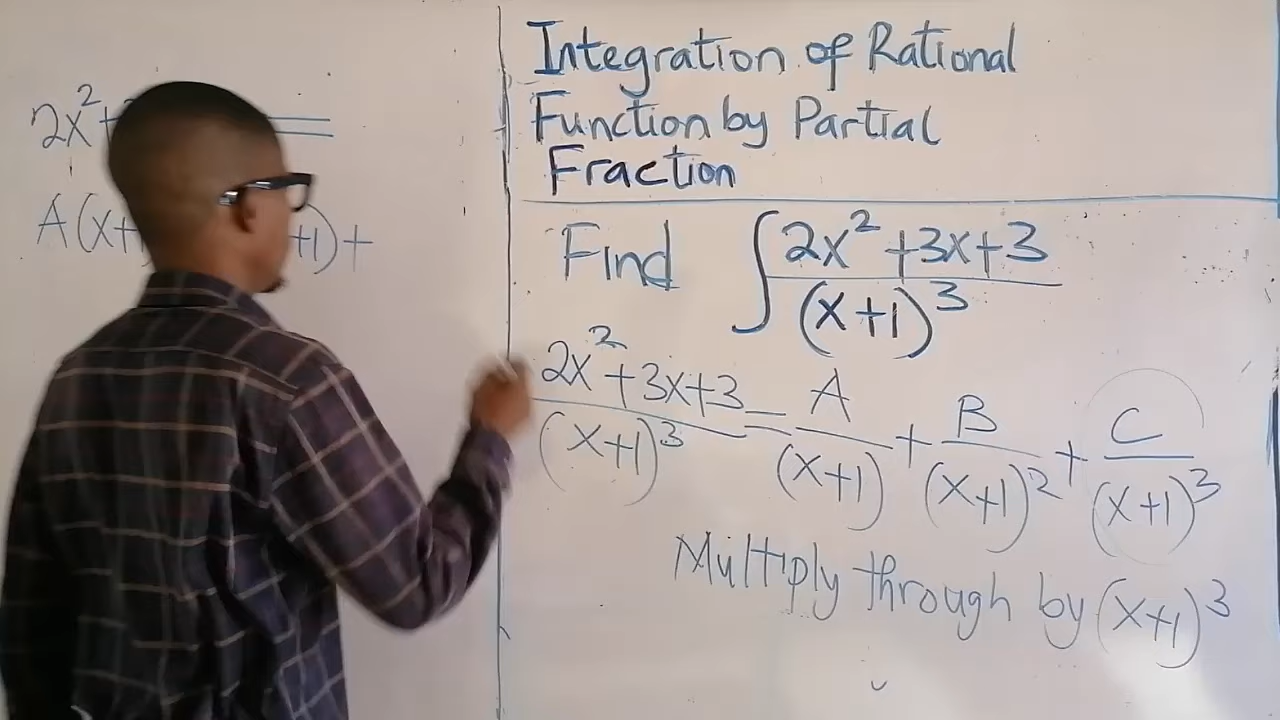 2x² + =
A(x+ +1) +
Integration of Rational
Function by Partial
Fraction
Find ∫ (2x² + 3x + 3)/(x+1)³
(2x² + 3x + 3)/(x+1)³ = A/(x+1) + B/(x+1)² + C/(x+1)³
Multiply through by (x+1)³